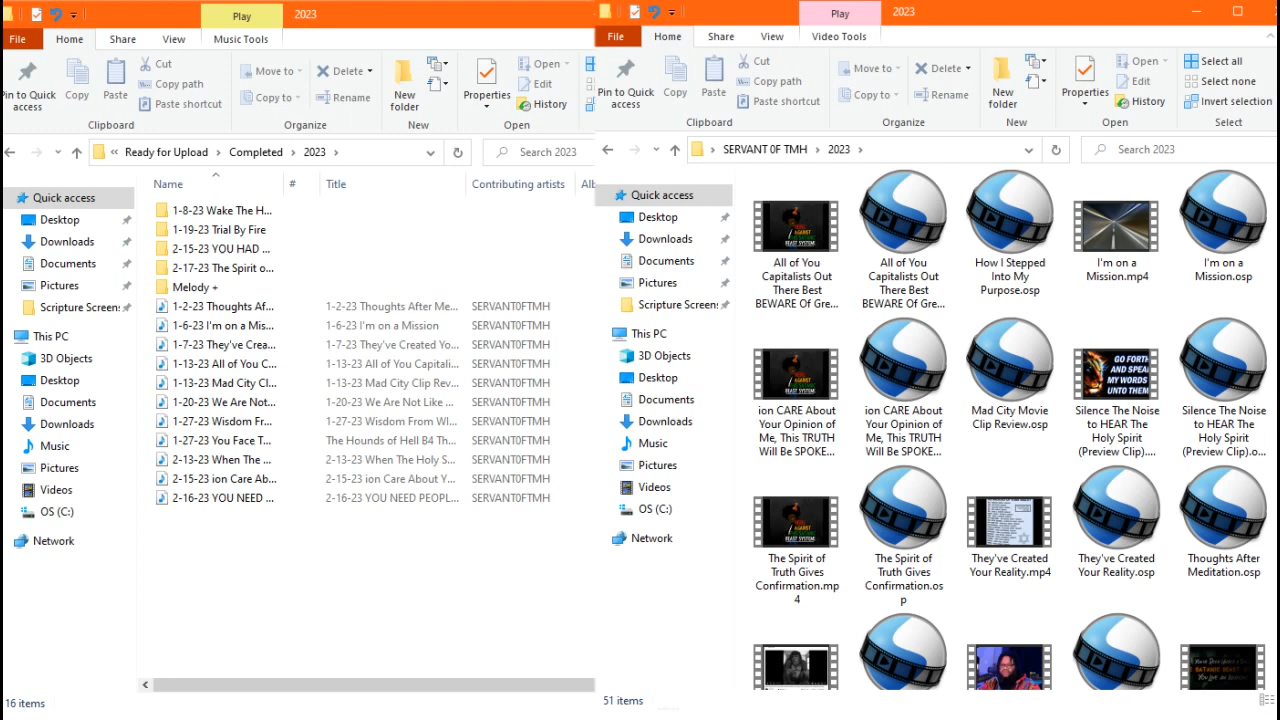 Play
2023
File
Home
Share
View
Music Tools
Pin to Quick
access
Copy
Paste
Cut
Copy path
Paste shortcut
Clipboard
Move to
Copy to
Delete
Rename
Organize
New
folder
New
Properties
Open
Edit
History
Open
« Ready for Upload > Completed > 2023 >
Search 2023
Quick access
Desktop
Downloads
Documents
Pictures
Scripture Screen:
This PC
3D Objects
Desktop
Documents
Downloads
Music
Pictures
Videos
OS (C:)
Network
Name # Title Contributing artists Alb
1-8-23 Wake The H...
1-19-23 Trial By Fire
2-15-23 YOU HAD ...
2-17-23 The Spirit o...
Melody +
1-2-23 Thoughts Af... 1-2-23 Thoughts After Me... SERVANT0FTMH
1-6-23 I'm on a Mis... 1-6-23 I'm on a Mission SERVANT0FTMH
1-7-23 They've Crea... 1-7-23 They've Created Yo... SERVANT0FTMH
1-13-23 All of You C... 1-13-23 All of You Capitali... SERVANT0FTMH
1-13-23 Mad City Cl... 1-13-23 Mad City Clip Rev... SERVANT0FTMH
1-20-23 We Are Not... 1-20-23 We Are Not Like ... SERVANT0FTMH
1-27-23 Wisdom Fr... 1-27-23 Wisdom From Wi... SERVANT0FTMH
1-27-23 You Face T... The Hounds of Hell B4 Th... SERVANT0FTMH
2-13-23 When The ... 2-13-23 When The Holy S... SERVANT0FTMH
2-15-23 ion Care Ab... 2-15-23 ion Care About Y... SERVANT0FTMH
2-16-23 YOU NEED ... 2-16-23 YOU NEED PEOPL... SERVANT0FTMH
16 items
Play
2023
File
Home
Share
View
Video Tools
Pin to Quick
access
Copy
Paste
Cut
Copy path
Paste shortcut
Clipboard
Move to
Copy to
Delete
Rename
Organize
New
folder
New
Properties
Open
Edit
History
Open
Select all
Select none
Invert selection
Select
> SERVANT 0F TMH > 2023 >
Search 2023
Quick access
Desktop
Downloads
Documents
Pictures
Scripture Screen:
This PC
3D Objects
Desktop
Documents
Downloads
Music
Pictures
Videos
OS (C:)
Network
All of You
Capitalists Out
There Best
BEWARE Of Gre...
All of You
Capitalists Out
There Best
BEWARE Of Gre...
How I Stepped
Into My
Purpose.osp
I'm on a
Mission.mp4
I'm on a
Mission.osp
GO FORTH
AND SPEA
MY WORDS
UNTO THEM
ion CARE About
Your Opinion of
Me, This TRUTH
Will Be SPOKE...
ion CARE About
Your Opinion of
Me, This TRUTH
Will Be SPOKE...
Mad City Movie
Clip Review.osp
Silence The Noise
to HEAR The
Holy Spirit
(Preview Clip)....
Silence The Noise
to HEAR The
Holy Spirit
(Preview Clip).o...
The Spirit of
Truth Gives
Confirmation.mp
4
The Spirit of
Truth Gives
Confirmation.os
p
They've Created
Your Reality.mp4
They've Created
Your Reality.osp
Thoughts After
Meditation.osp
51 items